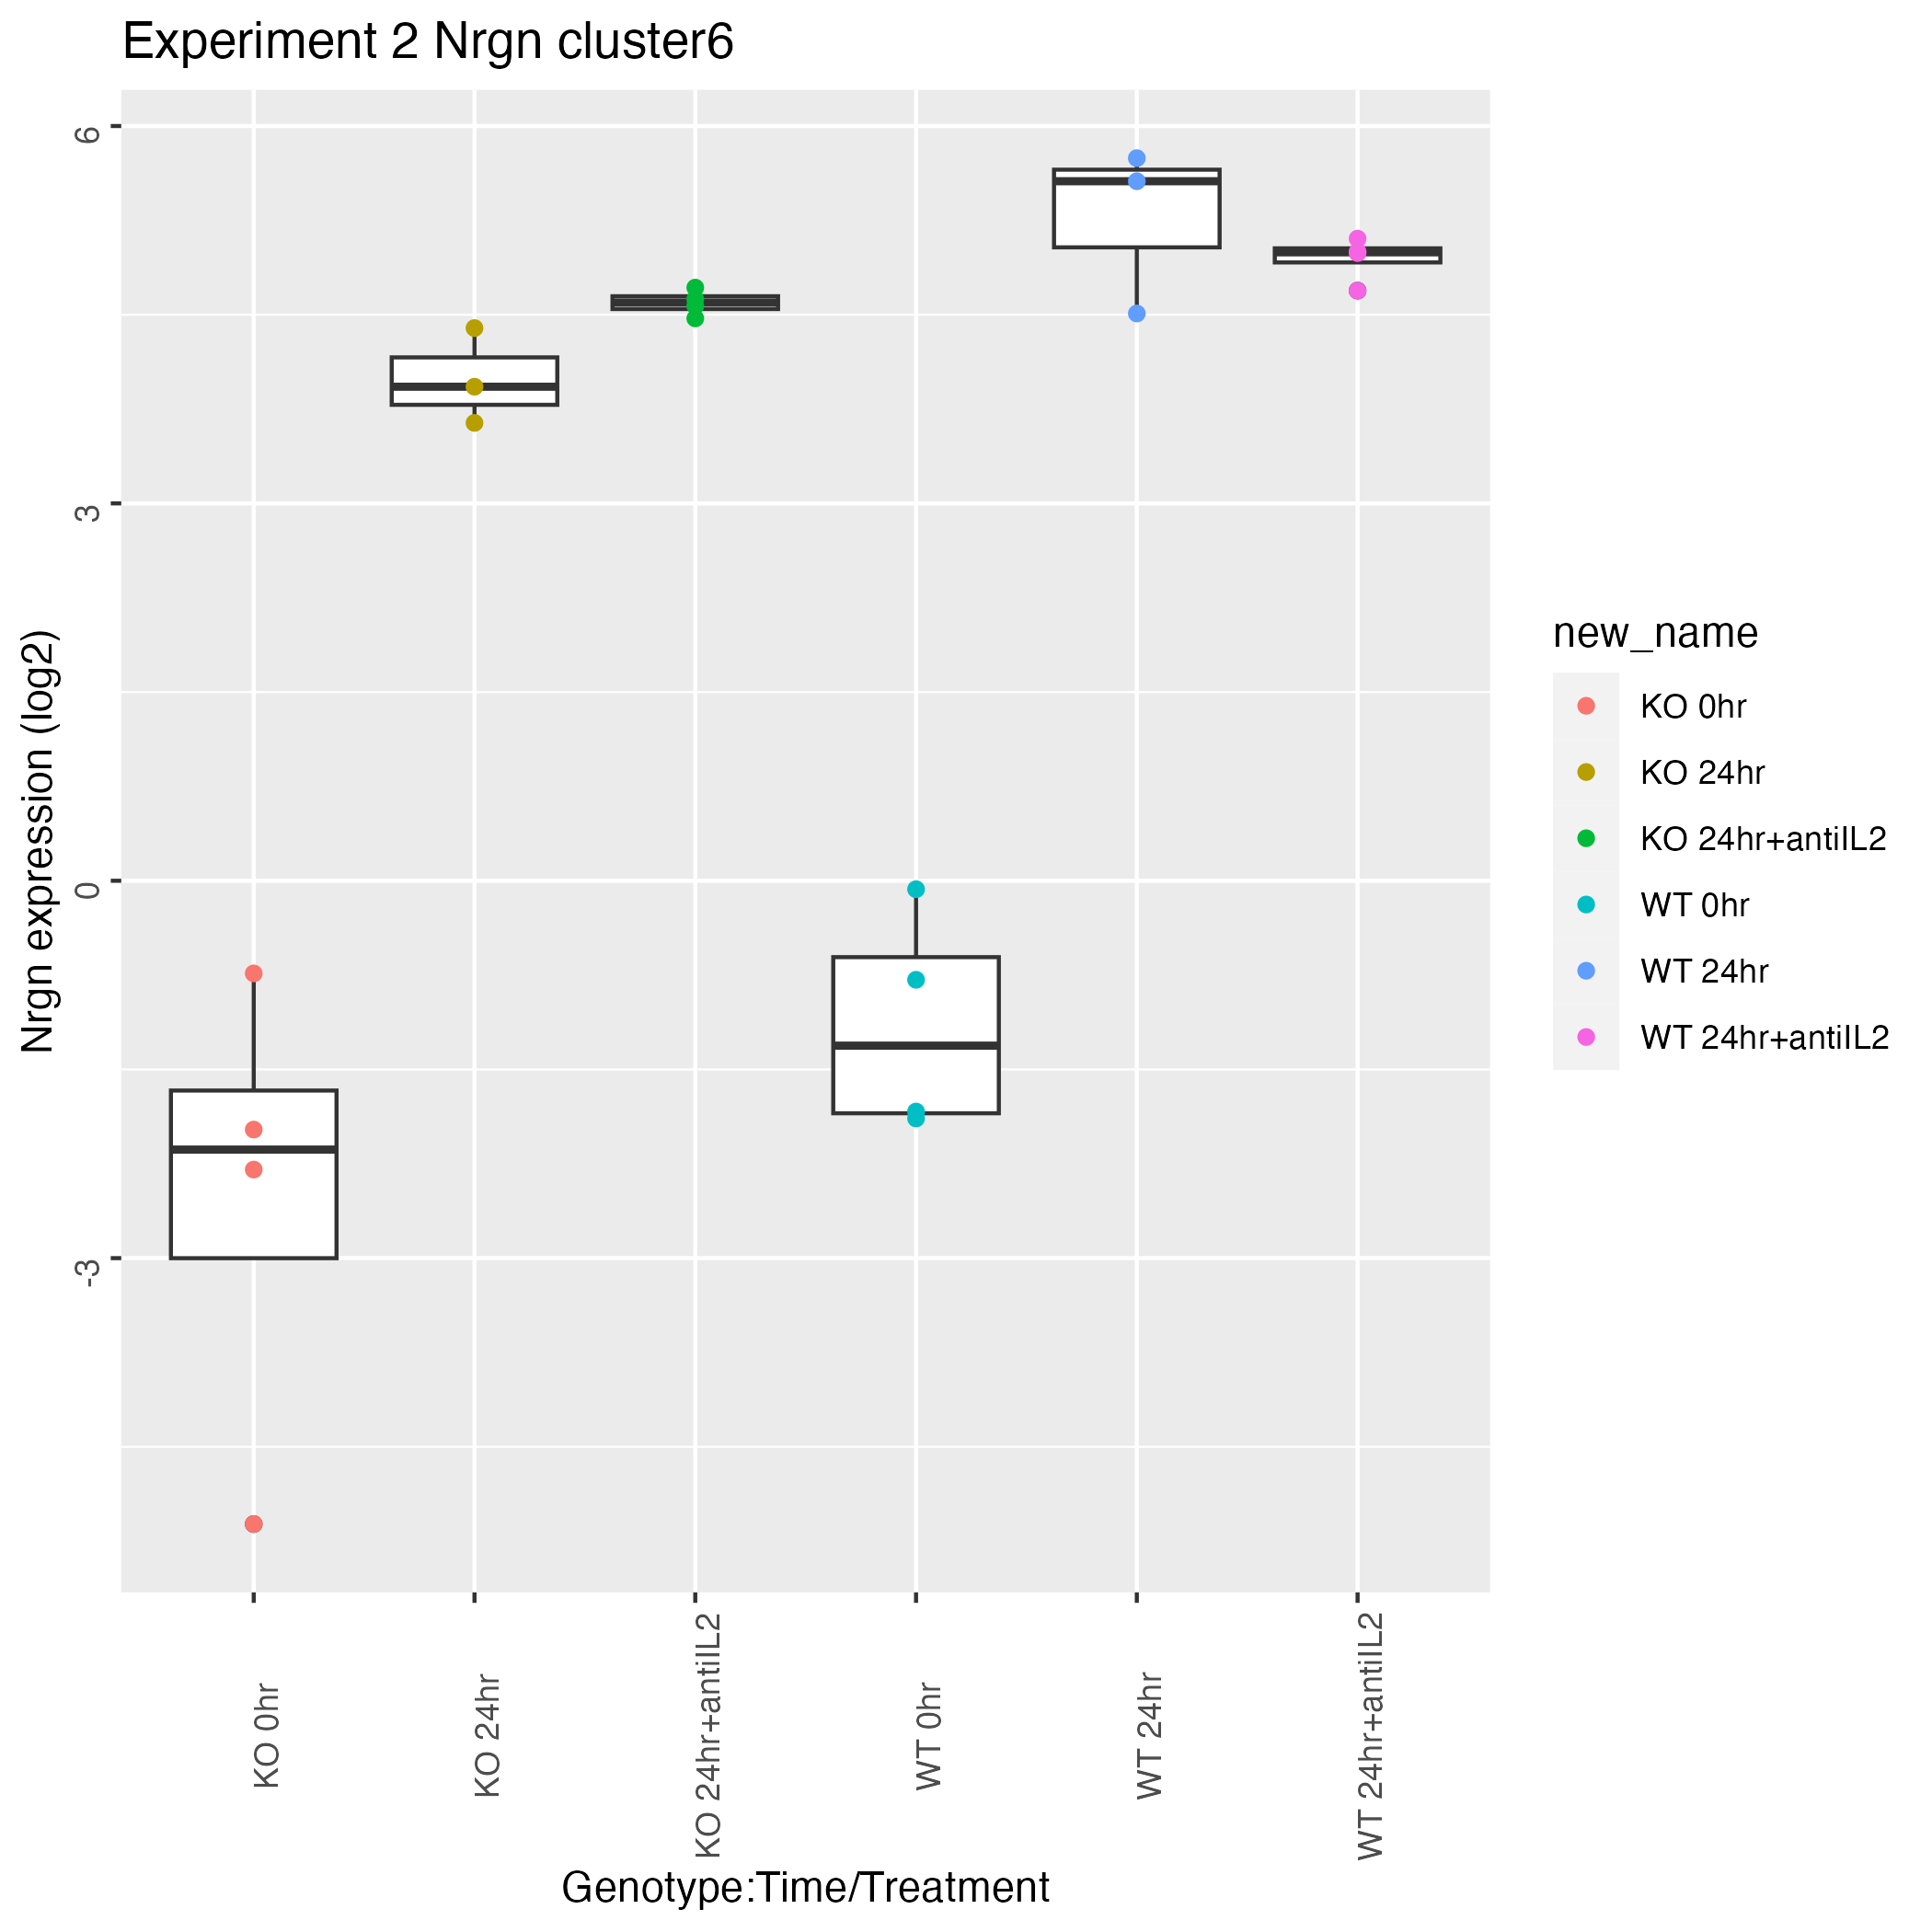 Experiment 2 Nrgn cluster6
Nrgn expression (log2)
6
3
0
-3
KO 0hr
KO 24hr
KO 24hr+antiIL2
WT 0hr
WT 24hr
WT 24hr+antiIL2
Genotype:Time/Treatment
new_name
KO 0hr
KO 24hr
KO 24hr+antiIL2
WT 0hr
WT 24hr
WT 24hr+antiIL2